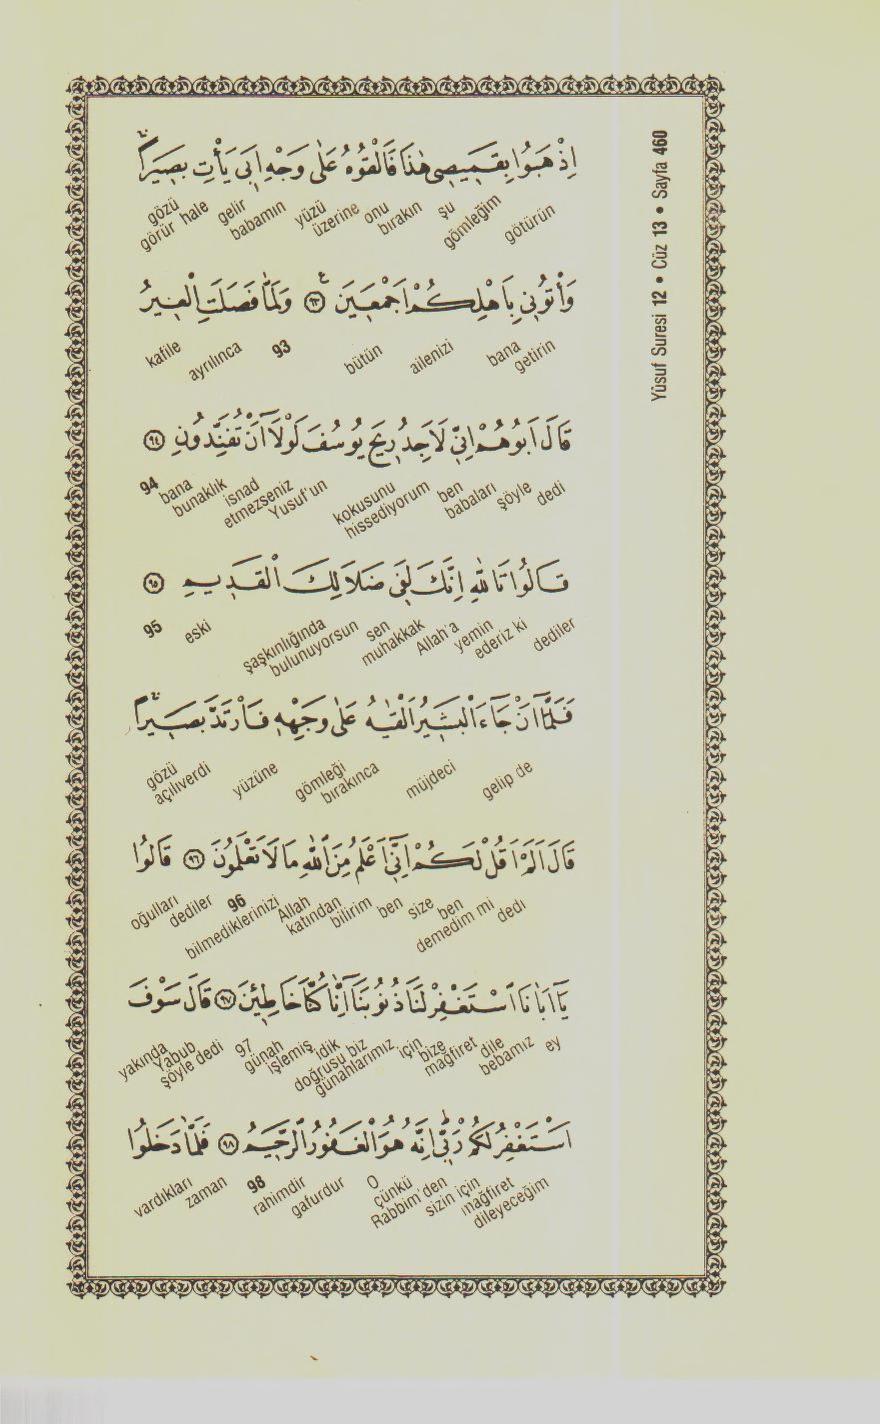 Yûsuf Suresi 12 • Cüz 13 • Sayfa 460
اِذْهَبُوا بِقَمٖيصٖى هٰذَا فَاَلْقُوهُ عَلٰى وَجْهِ اَبٖى يَأْتِ بَصٖيرًاۚ
götürün gömleğim şu bırakın onu üzerine yüzü babamın gelir görür hale gözü
وَأْتُونٖى بِاَهْلِكُمْ اَجْمَعٖينَ ﴿٩٣﴾ وَلَمَّا فَصَلَتِ الْعٖيرُ
getirin bana ailenizi bütün 93 ayrılınca kafile
قَالَ اَبُوهُمْ اِنّٖى لَاَجِدُ رٖيحَ يُوسُفَ لَوْلَٓا اَنْ تُفَنِّدُونِ ﴿٩٤﴾
dedi şöyle babaları ben hissediyorum kokusunu Yusuf'un etmezseniz isnad bunaklık bana 94
قَالُوا تَاللّٰهِ اِنَّكَ لَفٖى ضَلَالِكَ الْقَدٖيمِ ﴿٩٥﴾
dediler ederiz ki yemin Allah'a muhakkak sen bulunuyorsun şaşkınlığında eski 95
فَلَمَّٓا اَنْ جَٓاءَ الْبَشٖيرُ اَلْقٰيهُ عَلٰى وَجْهِهٖ فَارْتَدَّ بَصٖيرًاۚ
gelip de müjdeci bırakınca gömleği yüzüne açılıverdi gözü
قَالَ اَلَمْ اَقُلْ لَكُمْ اِنّٖٓى اَعْلَمُ مِنَ اللّٰهِ مَا لَا تَعْلَمُونَ ﴿٩٦﴾ قَالُوا
dedi demedim mi ben size ben bilirim katından Allah bilmediklerinizi 96 dediler oğulları
يَٓا اَبَانَا اسْتَغْفِرْ لَنَا ذُنُوبَنَٓا اِنَّا كُنَّا خَاطِـٖٔينَ ﴿٩٧﴾ قَالَ سَوْفَ
ey bebamız dile mağfiret bize için günahlarımız doğrusu biz idik işlemiş günah 97 şöyle dedi Yabub yakında
اَسْتَغْفِرُ لَكُمْ رَبّٖى اِنَّهُ هُوَ الْغَفُورُ الرَّحٖيمُ ﴿٩٨﴾ فَلَمَّا دَخَلُوا
dileyeceğim mağfiret sizin için Rabbim'den çünkü O gafurdur rahimdir 98 zaman vardıkları